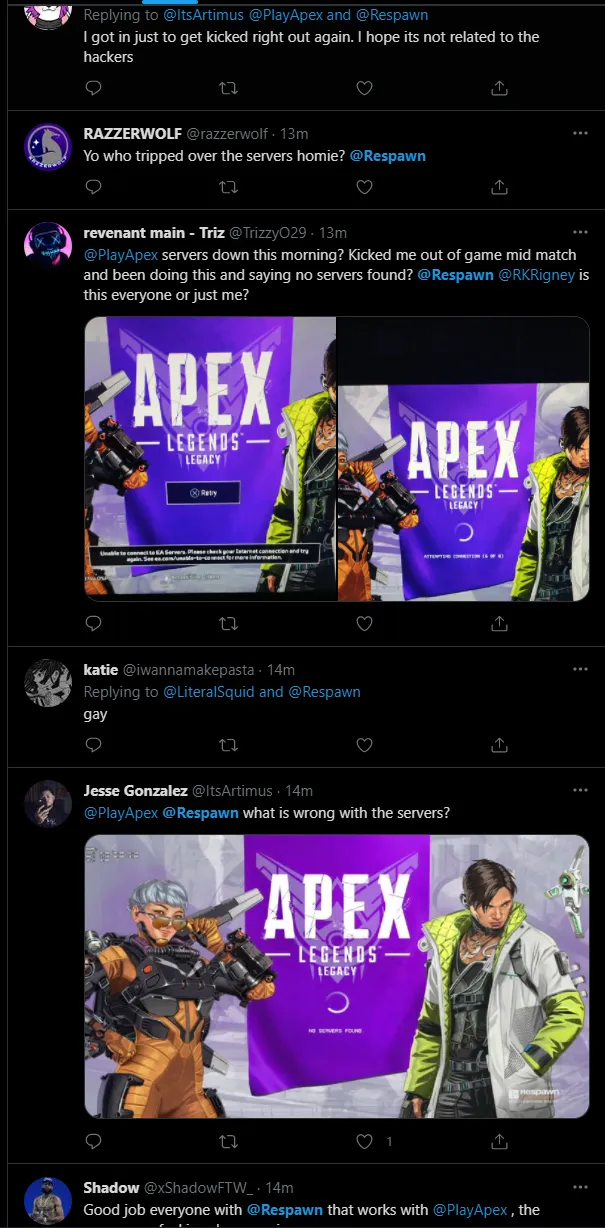 Replying to @ItsArtimus @PlayApex and @Respawn
I got in just to get kicked right out again. I hope its not related to the
hackers
RAZZERWOLF @razzerwolf · 13m
Yo who tripped over the servers homie? @Respawn
revenant main - Triz @TrizzyO29 · 13m
@PlayApex servers down this morning? Kicked me out of game mid match
and been doing this and saying no servers found? @Respawn @RKRigney is
this everyone or just me?
APEX
LEGENDS
LEGACY
Retry
Unable to connect to EA Servers. Please check your internet connection and try
again. See ea.com/unable-to-connect for more information.
APEX
LEGENDS
LEGACY
ATTEMPTING CONNECTION (6 OF 8)
katie @iwannamakepasta · 14m
Replying to @LiteralSquid and @Respawn
gay
Jesse Gonzalez @ItsArtimus · 14m
@PlayApex @Respawn what is wrong with the servers?
APEX
LEGENDS
LEGACY
NO SERVERS FOUND
Respawn
Shadow @xShadowFTW_ · 14m
1
Good job everyone with @Respawn that works with @PlayApex , the